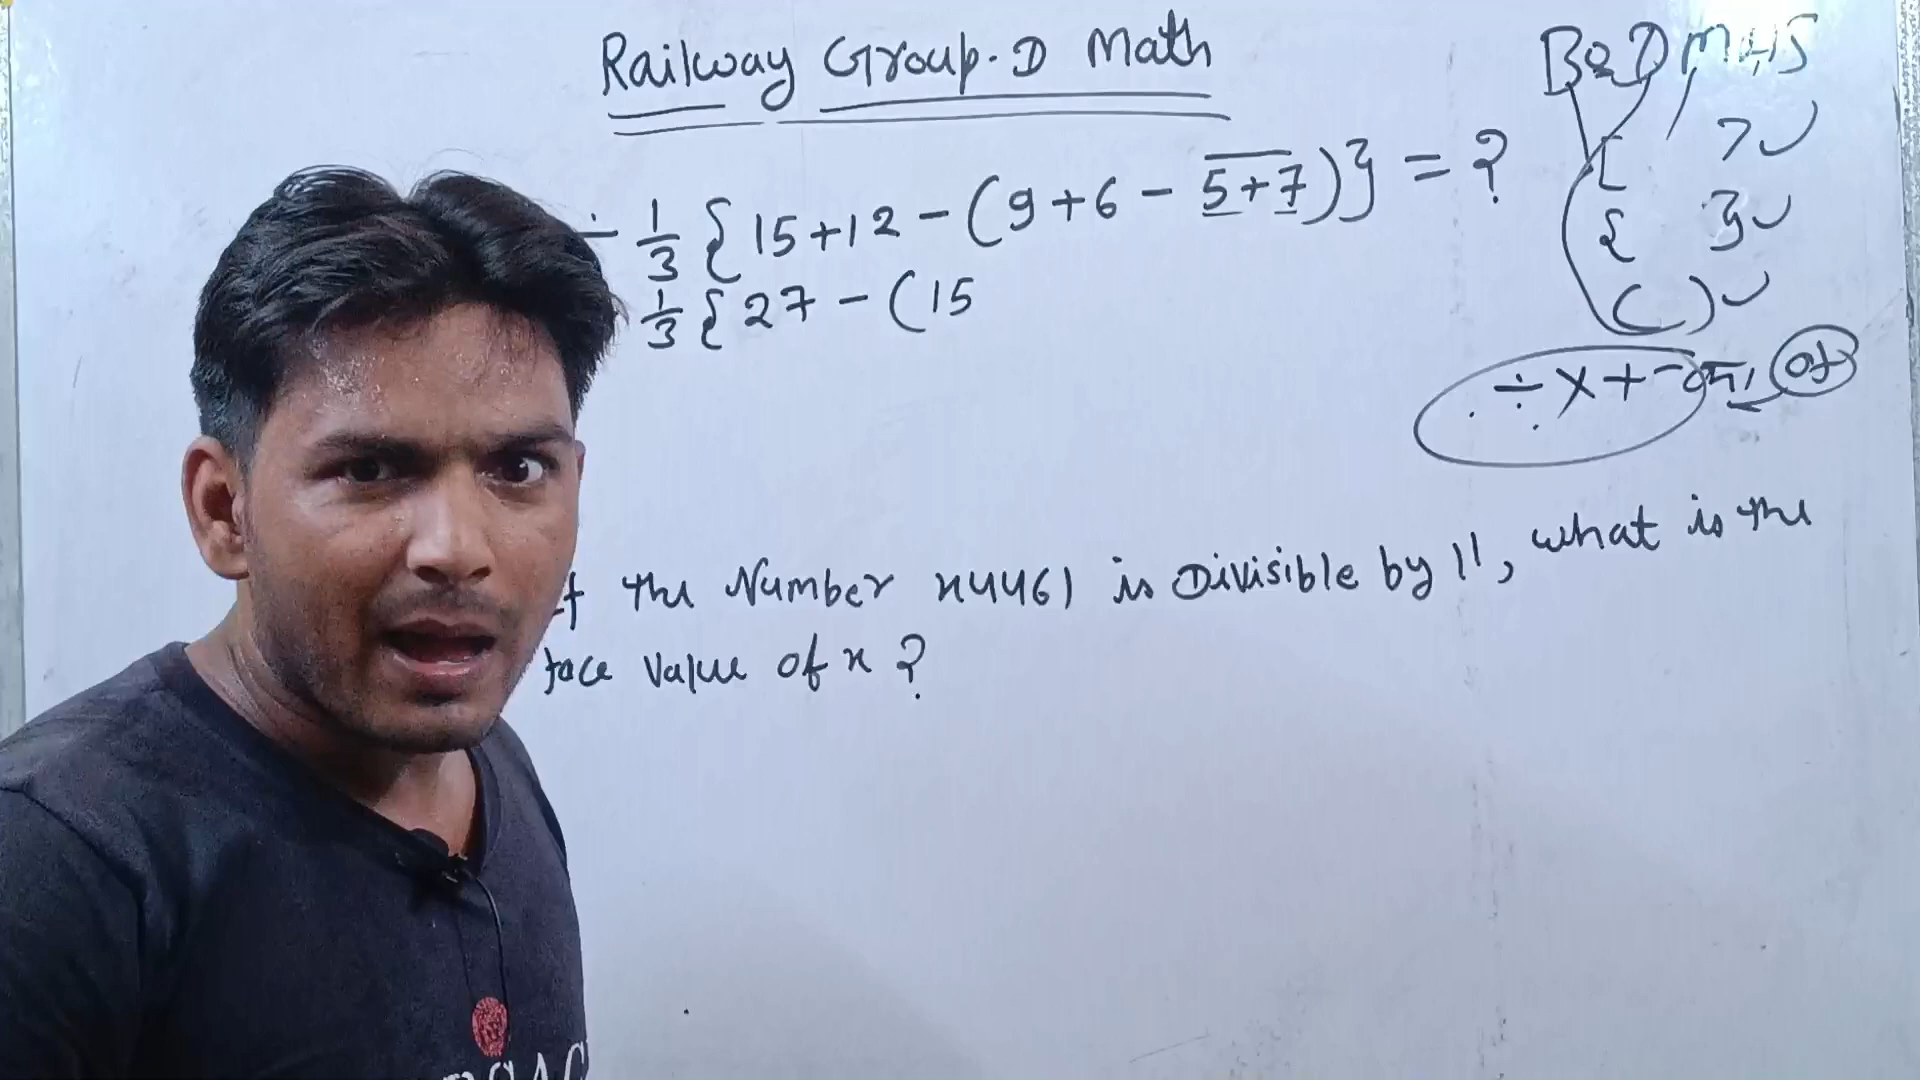 Railway Group.D Math
BODMAS
÷ 1/3 {15+12-(9+6-5+7)} = ?
[ ]
1/3 {27-(15
{ }
( )
÷×+- of
If the Number x4461 is Divisible by 11, what is the
face value of x ?